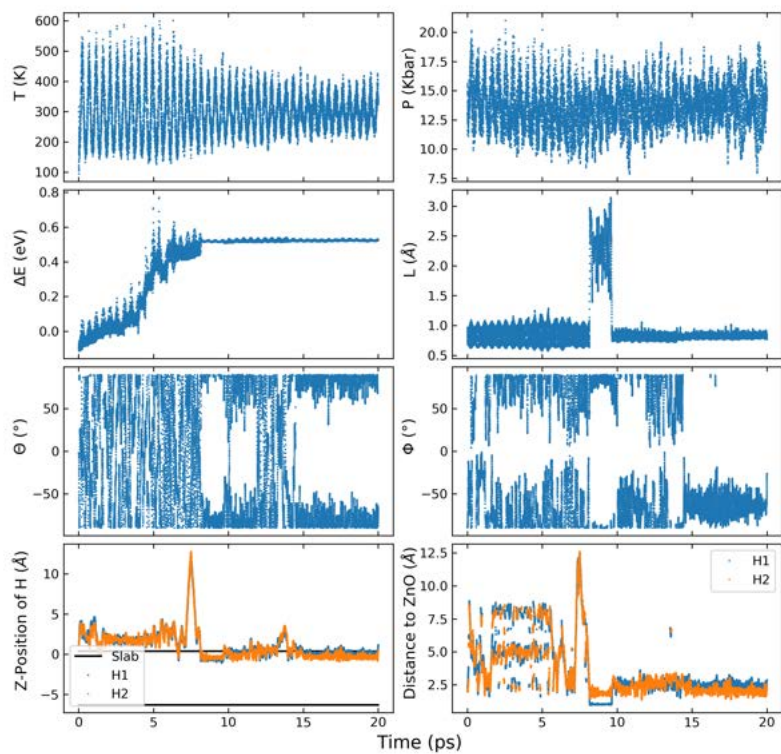 T (K)
600
500
400
300
200
100
P (Kbar)
20.0
17.5
15.0
12.5
10.0
7.5
ΔE (eV)
0.8
0.6
0.4
0.2
0.0
L (Å)
3.0
2.5
2.0
1.5
1.0
0.5
Θ (°)
50
0
−50
Φ (°)
50
0
−50
Z-Position of H (Å)
10
5
0
−5
Slab
H1
H2
0 5 10 15 20
Distance to ZnO (Å)
12.5
10.0
7.5
5.0
2.5
H1
H2
0 5 10 15 20
Time (ps)